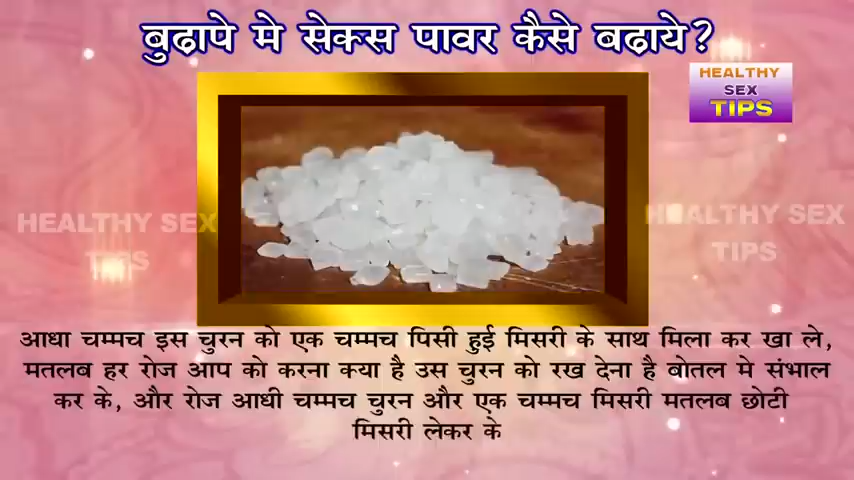 बुढापे मे सेक्स पावर कैसे बढाये?
HEALTHY
SEX
TIPS
HEALTHY SEX
TIPS
HEALTHY SEX
TIPS
आधा चम्मच इस चुरन को एक चम्मच पिसी हुई मिसरी के साथ मिला कर खा ले,
मतलब हर रोज आप को करना क्या है उस चुरन को रख देना है बोतल मे संभाल
कर के, और रोज आधी चम्मच चुरन और एक चम्मच मिसरी मतलब छोटी
मिसरी लेकर के